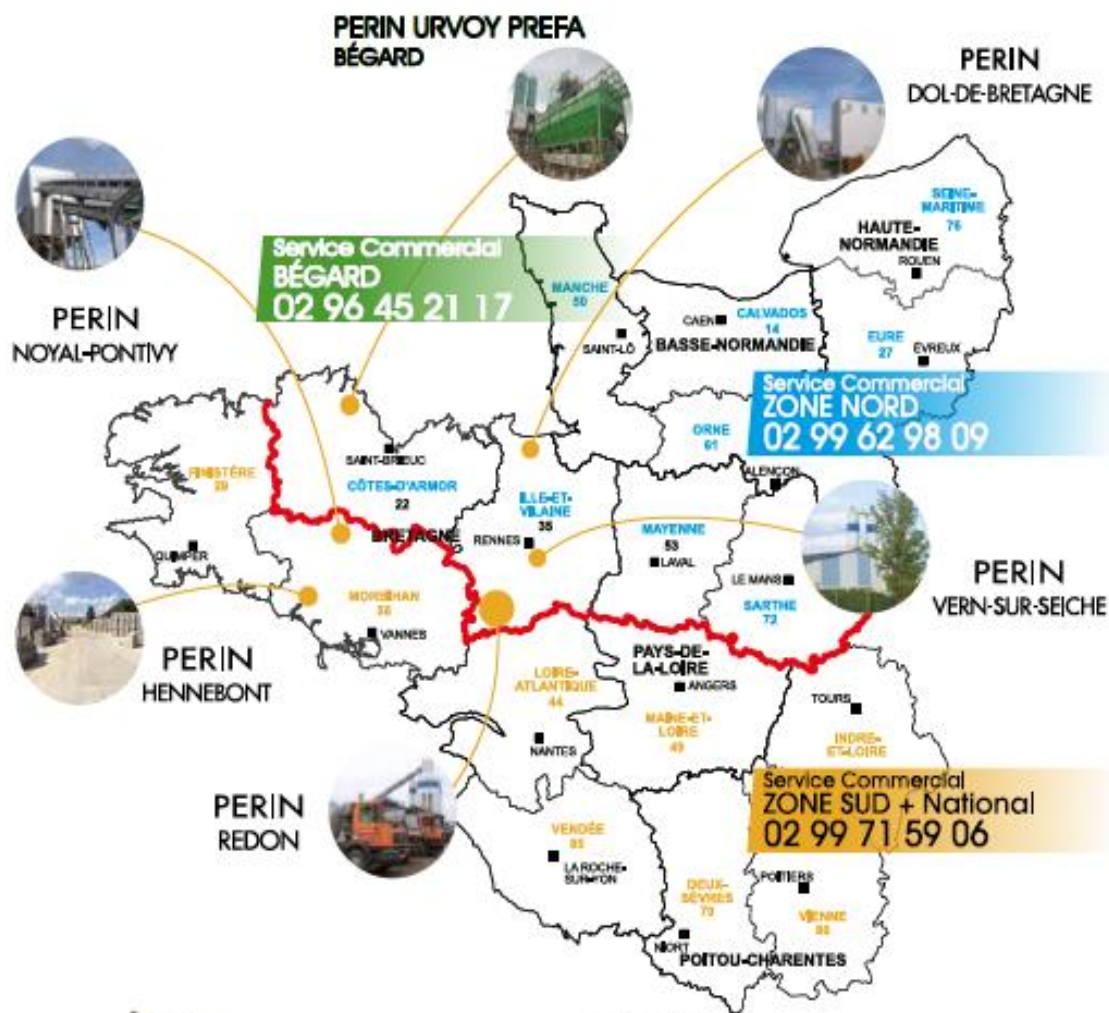 PERIN URVOY PREFA
BÉGARD
PERIN
DOL-DE-BRETAGNE
PERIN
NOYAL-PONTIVY
Service Commercial
BÉGARD
02 96 45 21 17
SEINE-
MARITIME
76
HAUTE-
NORMANDIE
ROUEN
MANCHE
50
SAINT-LÔ
CAEN
CALVADOS
14
BASSE-NORMANDIE
EURE
27
ÉVREUX
Service Commercial
ZONE NORD
02 99 62 98 09
ORNE
61
ALENÇON
FINISTÈRE
29
QUIMPER
SAINT-BRIEUC
CÔTES-D'ARMOR
22
BRETAGNE
ILLE-ET-
VILAINE
35
RENNES
MAYENNE
53
LAVAL
LE MANS
SARTHE
72
PERIN
VERN-SUR-SEICHE
MORBIHAN
56
VANNES
PERIN
HENNEBONT
PAYS-DE-
LA-LOIRE
ANGERS
LOIRE-
ATLANTIQUE
44
NANTES
MAINE-ET-
LOIRE
49
TOURS
INDRE-
ET-LOIRE
Service Commercial
ZONE SUD + National
02 99 71 59 06
PERIN
REDON
VENDÉE
85
LA ROCHE-
SUR-YON
DEUX-
SÈVRES
79
NIORT
POITIERS
VIENNE
86
POITOU-CHARENTES